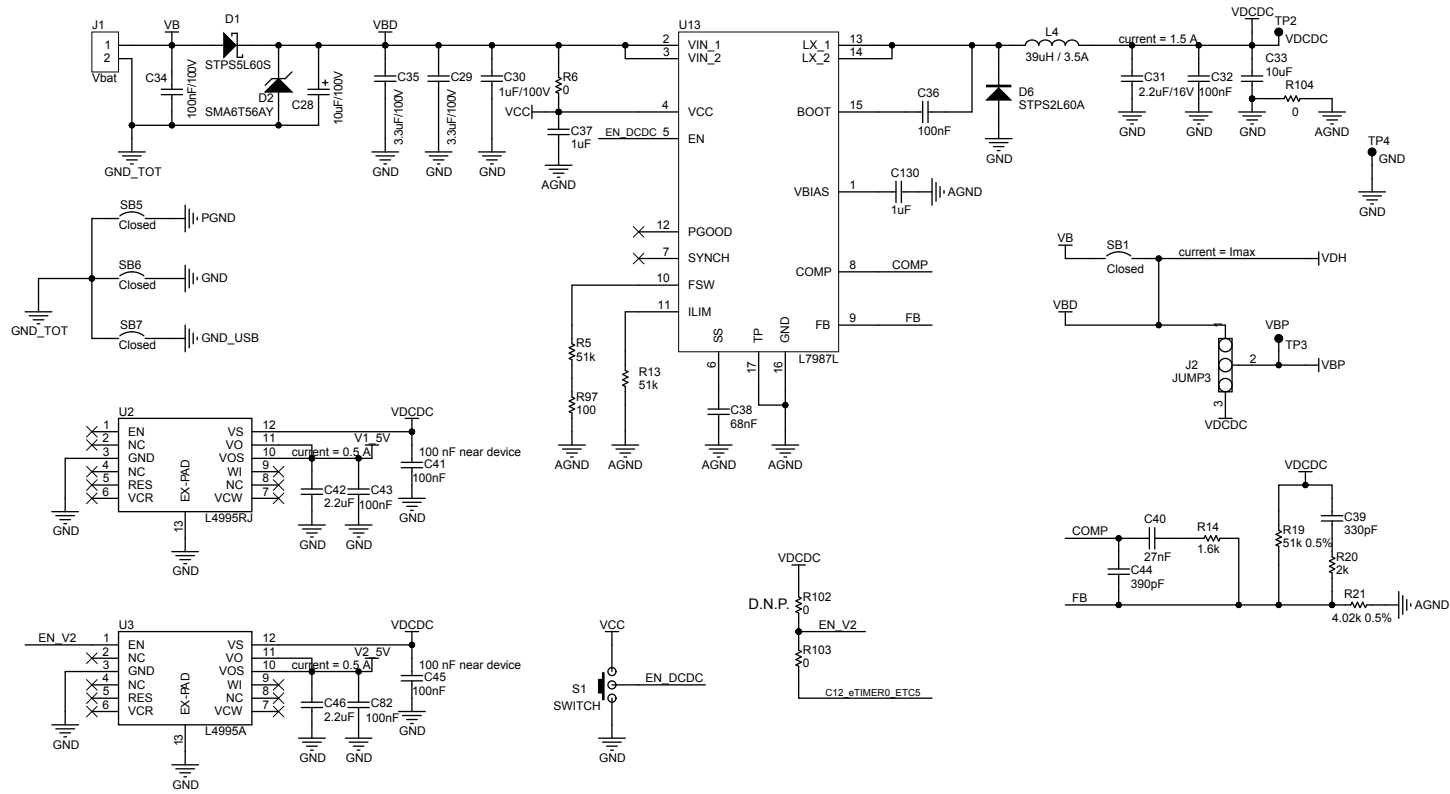 J1
1
2
Vbat
VB
C34
100nF/100V
D1
STPS5L60S
D2
SMA6T56AY
C28
+
10uF/100V
GND_TOT
VBD
C35
3.3uF/100V
GND
C29
3.3uF/100V
GND
C30
1uF/100V
GND
R6
0
VCC
C37
1uF
AGND
EN_DCDC
U13
2
3
VIN_1
VIN_2
4
VCC
5
EN
12
PGOOD
7
SYNCH
10
FSW
11
ILIM
LX_1
LX_2
13
14
BOOT
15
VBIAS
1
COMP
8
COMP
FB
9
FB
SS
TP
GND
6
17
16
L7987L
R5
51k
R97
100
AGND
R13
51k
AGND
C38
68nF
AGND
AGND
C36
100nF
C130
1uF
AGND
D6
STPS2L60A
GND
L4
39uH / 3.5A
current = 1.5 A
C31
2.2uF/16V
GND
C32
100nF
GND
VDCDC
C33
10uF
GND
TP2
VDCDC
R104
0
AGND
TP4
GND
GND
GND_TOT
SB5
Closed
PGND
SB6
Closed
GND
SB7
Closed
GND_USB
VB
SB1
Closed
current = Imax
VDH
VBD
1
J2
JUMP3
2
3
VDCDC
VBP
TP3
VBP
U2
1
2
3
4
5
6
EN
NC
GND
NC
RES
VCR
EX-PAD
13
VS
VO
VOS
WI
NC
VCW
12
11
10
9
8
7
L4995RJ
GND
GND
current = 0.5 A
V1_5V
VDCDC
100 nF near device
C41
100nF
GND
C42
2.2uF
GND
C43
100nF
GND
EN_V2
U3
1
2
3
4
5
6
EN
NC
GND
NC
RES
VCR
EX-PAD
13
VS
VO
VOS
WI
NC
VCW
12
11
10
9
8
7
L4995A
GND
GND
current = 0.5 A
V2_5V
VDCDC
100 nF near device
C45
100nF
GND
C46
2.2uF
GND
C82
100nF
GND
VCC
S1
SWITCH
EN_DCDC
GND
VDCDC
D.N.P.
R102
0
EN_V2
R103
0
C12_eTIMER0_ETC5
COMP
C40
27nF
R14
1.6k
C44
390pF
FB
VDCDC
R19
51k 0.5%
C39
330pF
R20
2k
R21
4.02k 0.5%
AGND